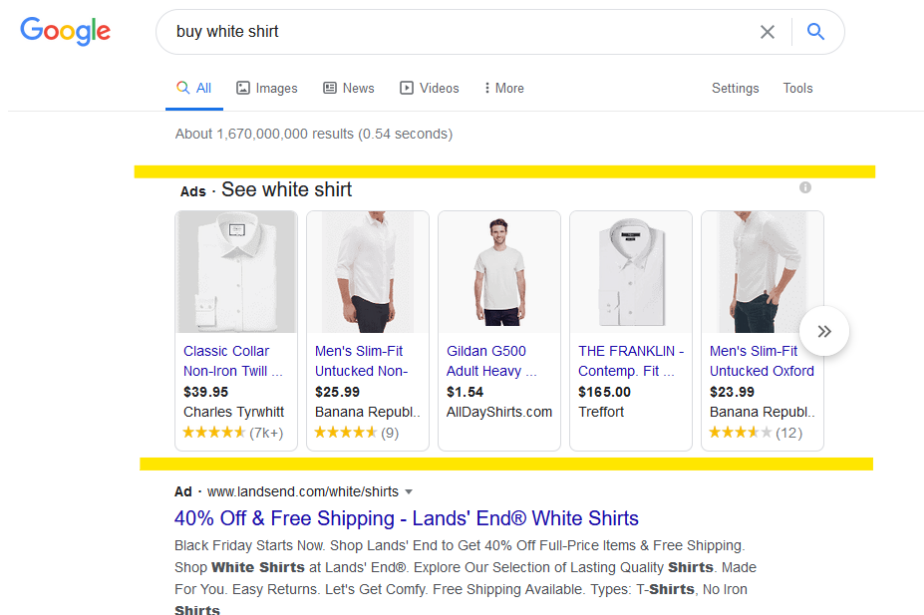 Google
buy white shirt
All Images News Videos More Settings Tools
About 1,670,000,000 results (0.54 seconds)
Ads · See white shirt
Classic Collar
Non-Iron Twill ...
$39.95
Charles Tyrwhitt
(7k+)
Men's Slim-Fit
Untucked Non-
$25.99
Banana Republ..
(9)
Gildan G500
Adult Heavy ...
$1.54
AllDayShirts.com
THE FRANKLIN -
Contemp. Fit ...
$165.00
Treffort
Men's Slim-Fit
Untucked Oxford
$23.99
Banana Republ..
(12)
Ad · www.landsend.com/white/shirts
40% Off & Free Shipping - Lands' End® White Shirts
Black Friday Starts Now. Shop Lands' End to Get 40% Off Full-Price Items & Free Shipping.
Shop White Shirts at Lands' End®. Explore Our Selection of Lasting Quality Shirts. Made
For You. Easy Returns. Let's Get Comfy. Free Shipping Available. Types: T-Shirts, No Iron
Shirts